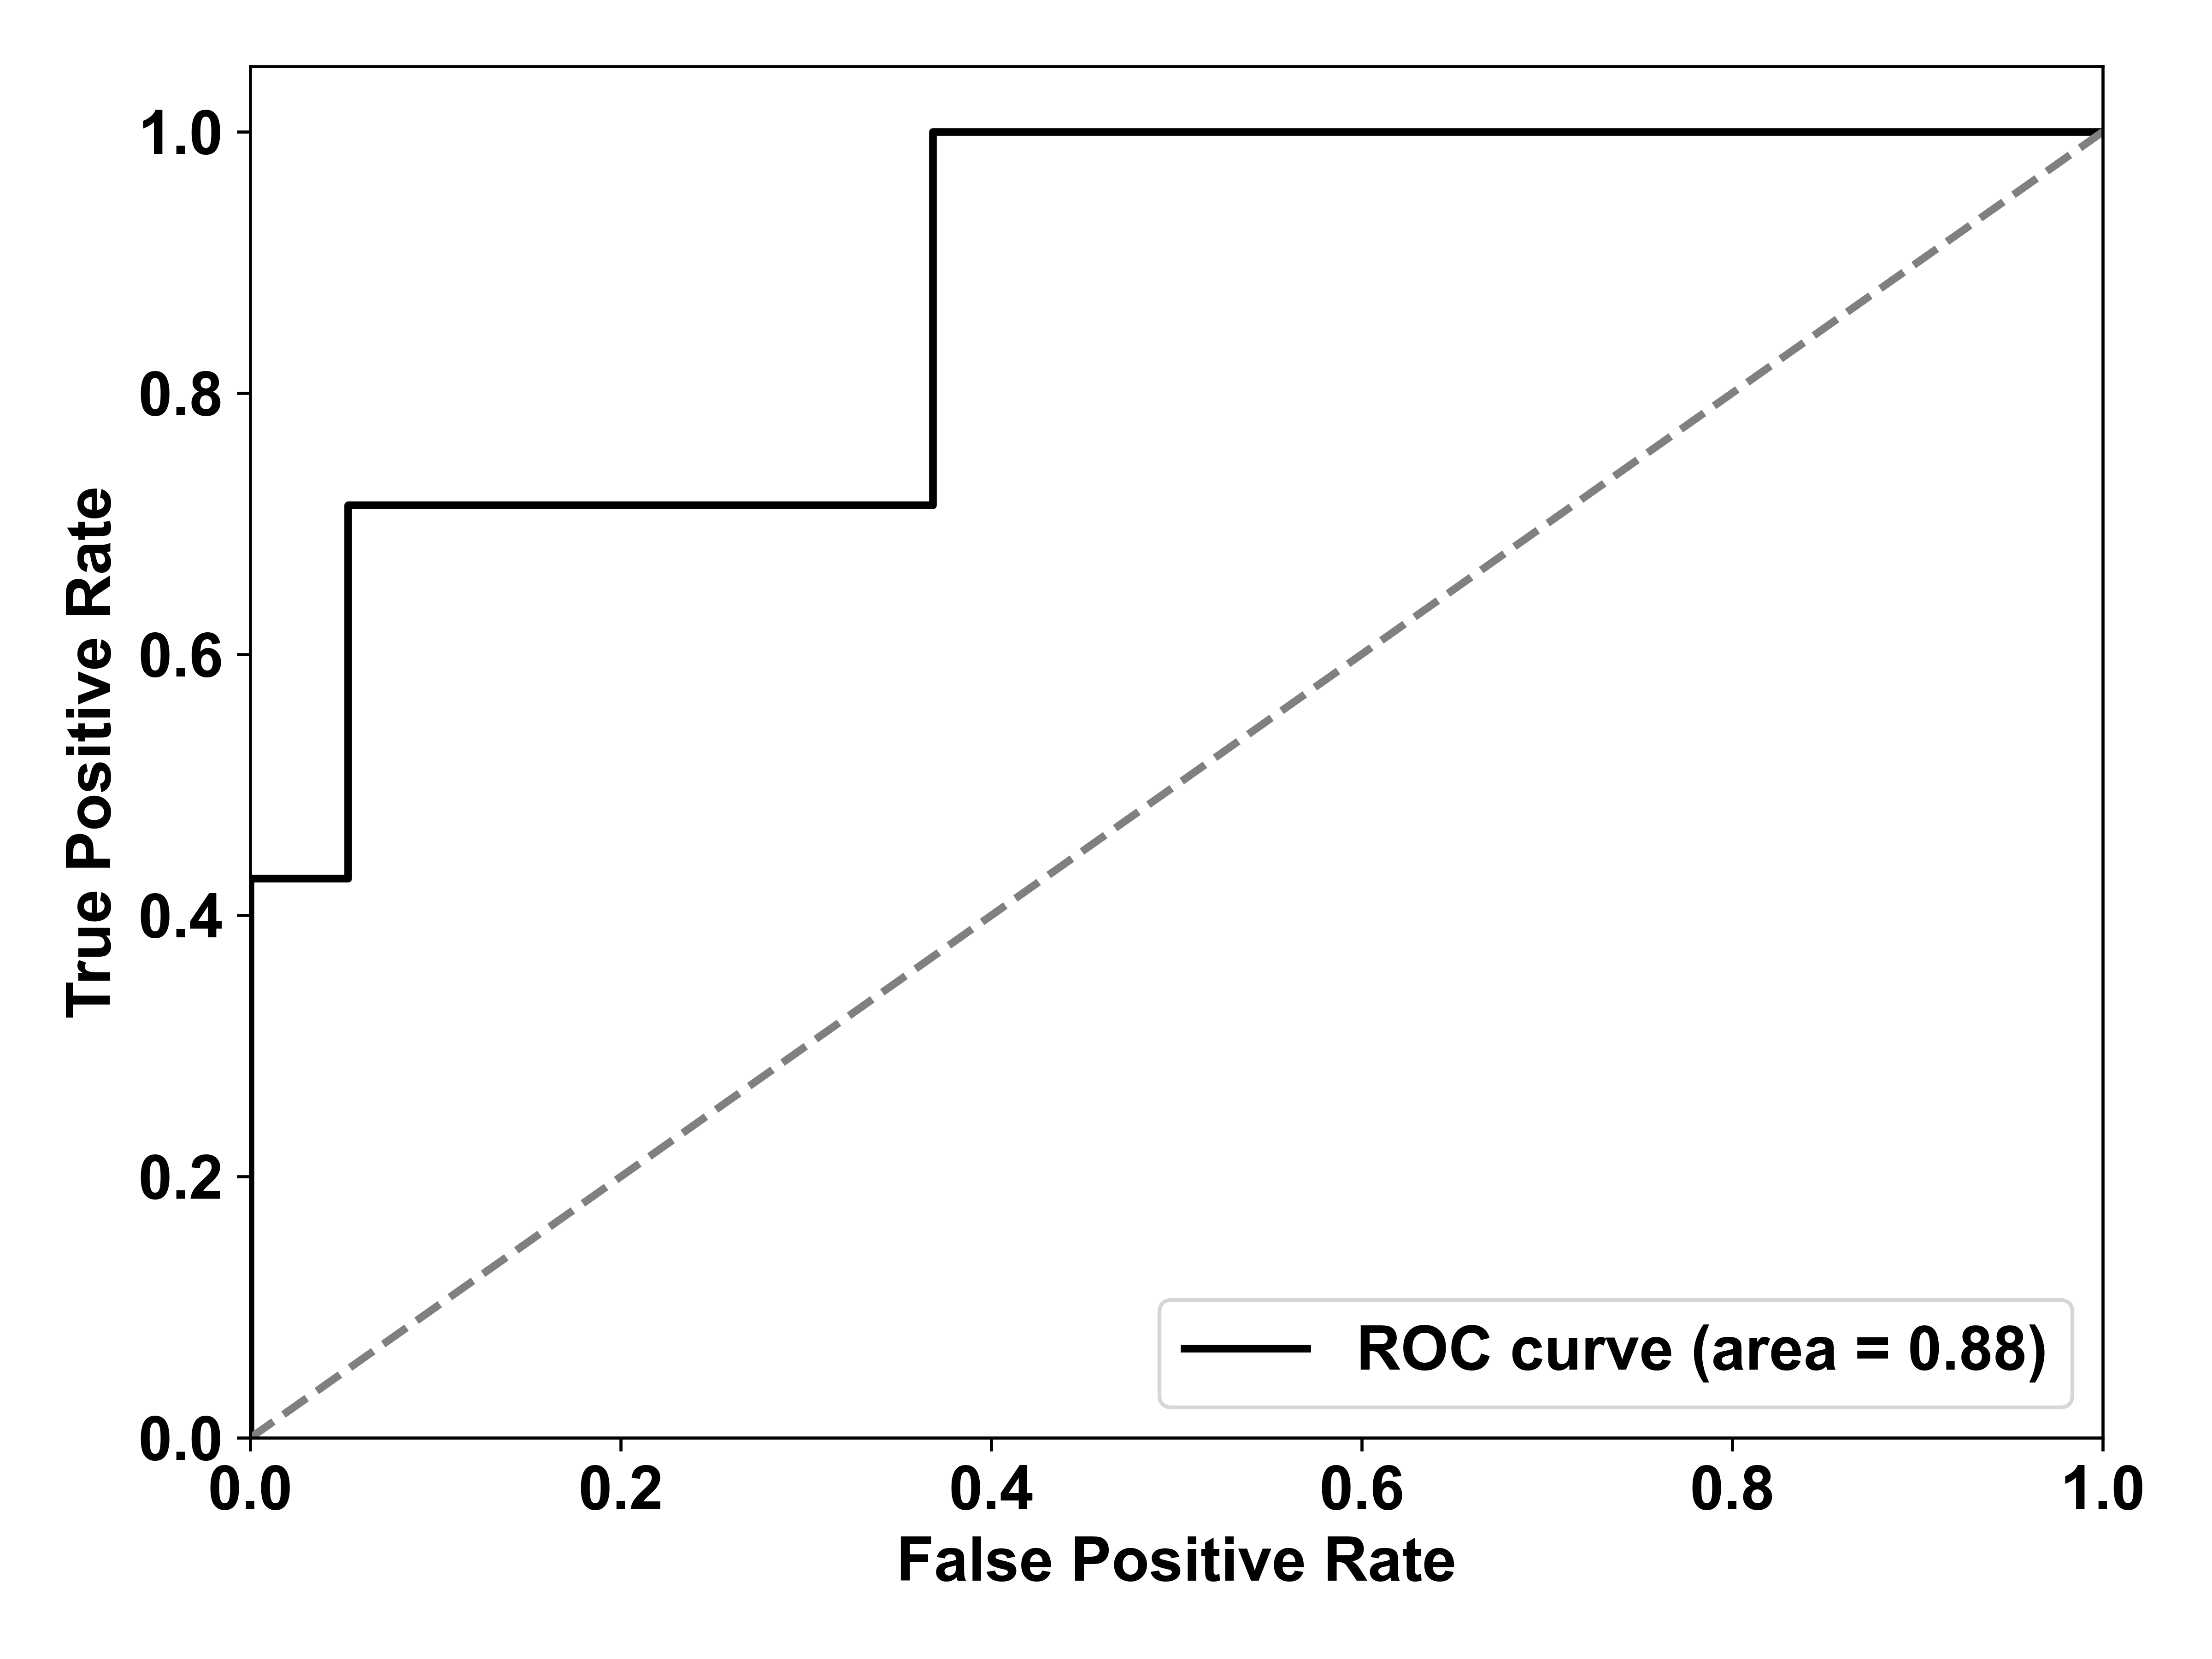 1.0
0.8
0.6
0.4
0.2
0.0
True Positive Rate
ROC curve (area = 0.88)
0.0 0.2 0.4 0.6 0.8 1.0
False Positive Rate